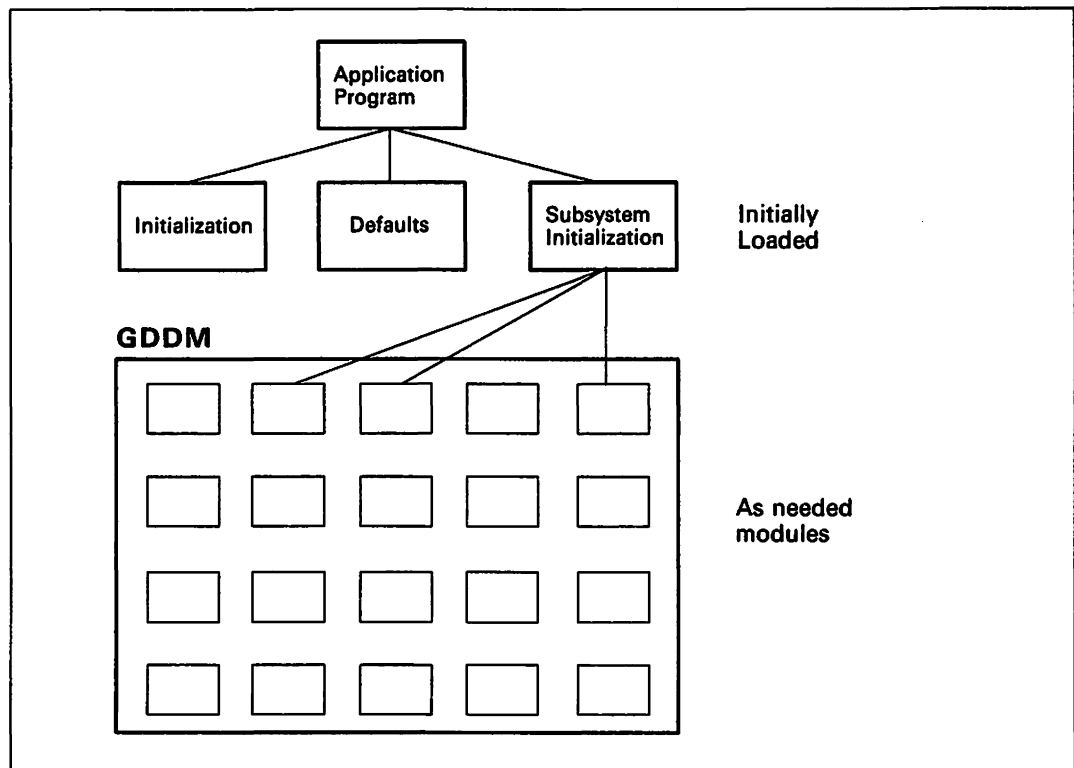 Application
Program
Initialization
Defaults
Subsystem
Initialization
Initially
Loaded
GDDM
As needed
modules